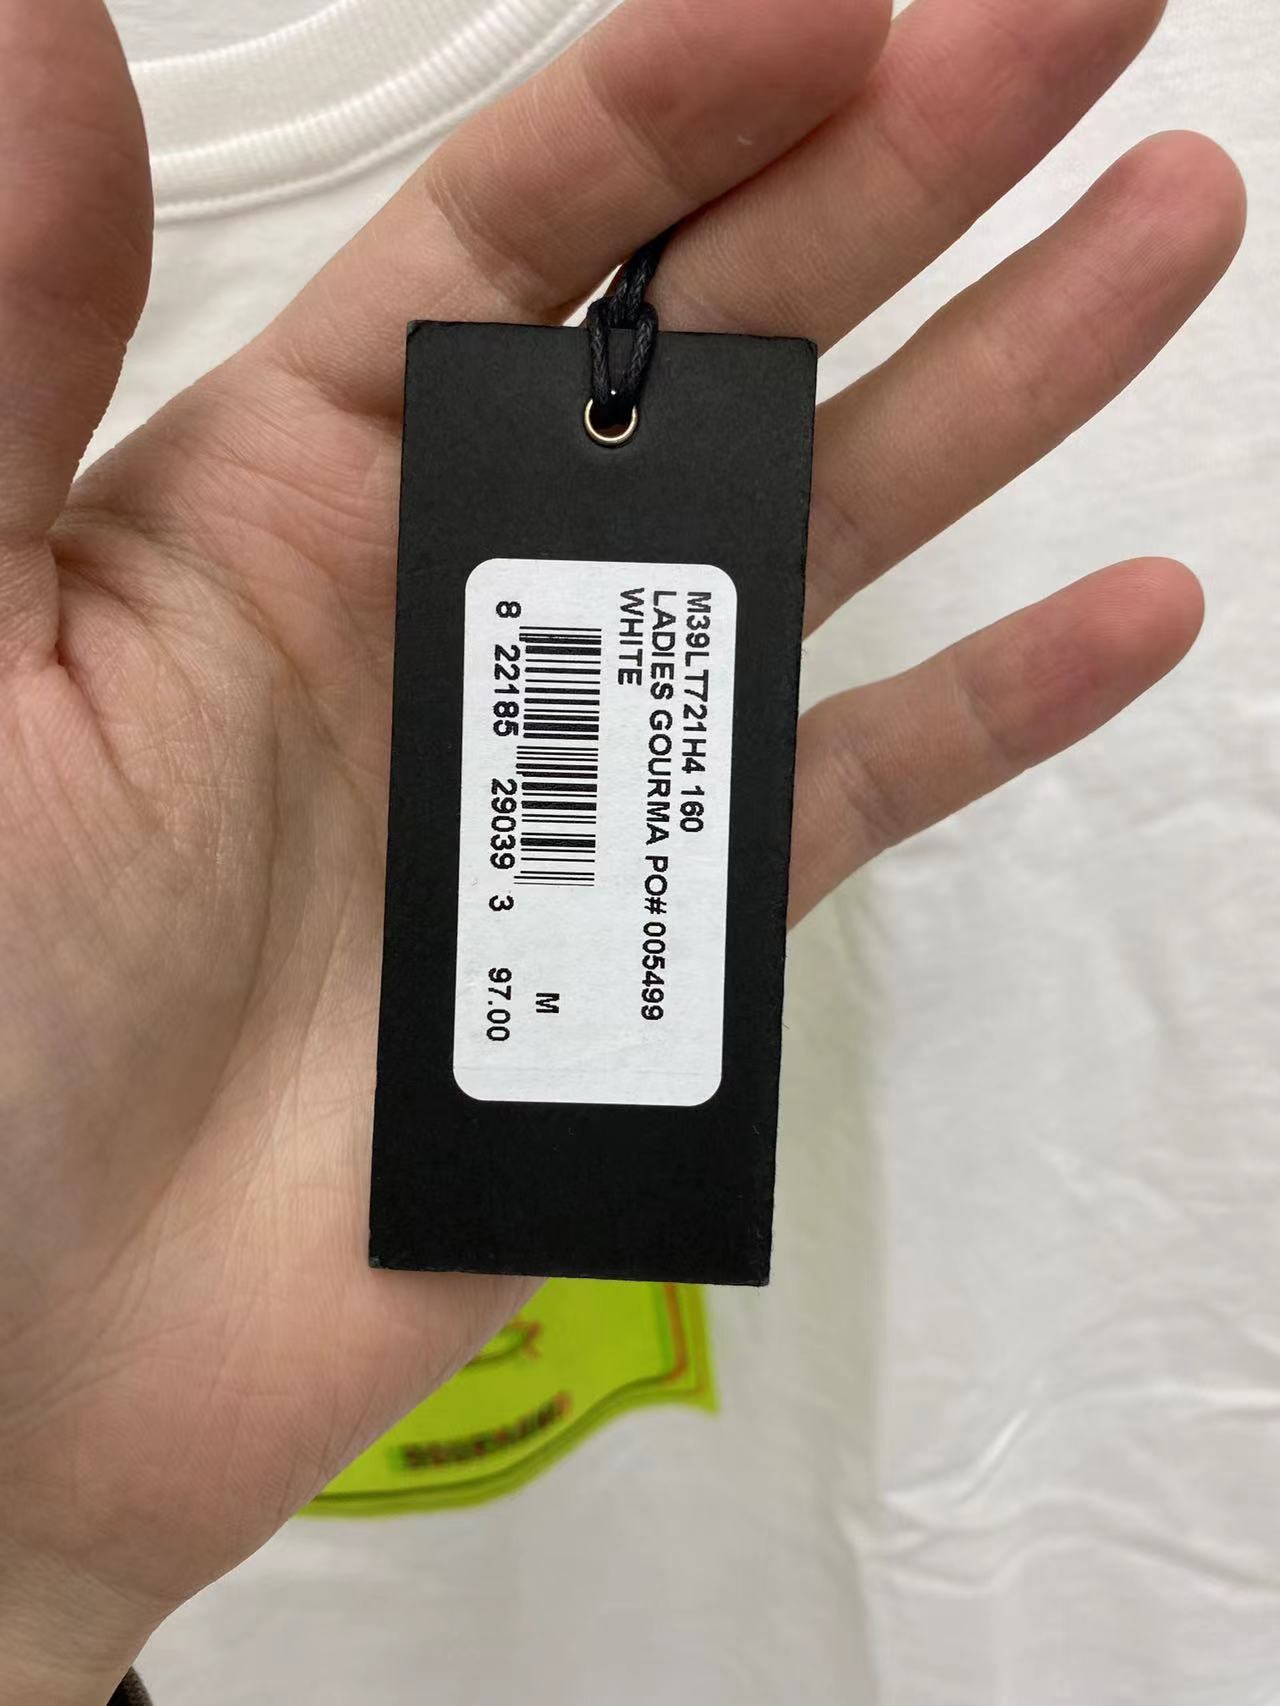 M39LT721H4 160
LADIES GOURMA PO# 005499
WHITE
M
8 22185 29039 3 97.00